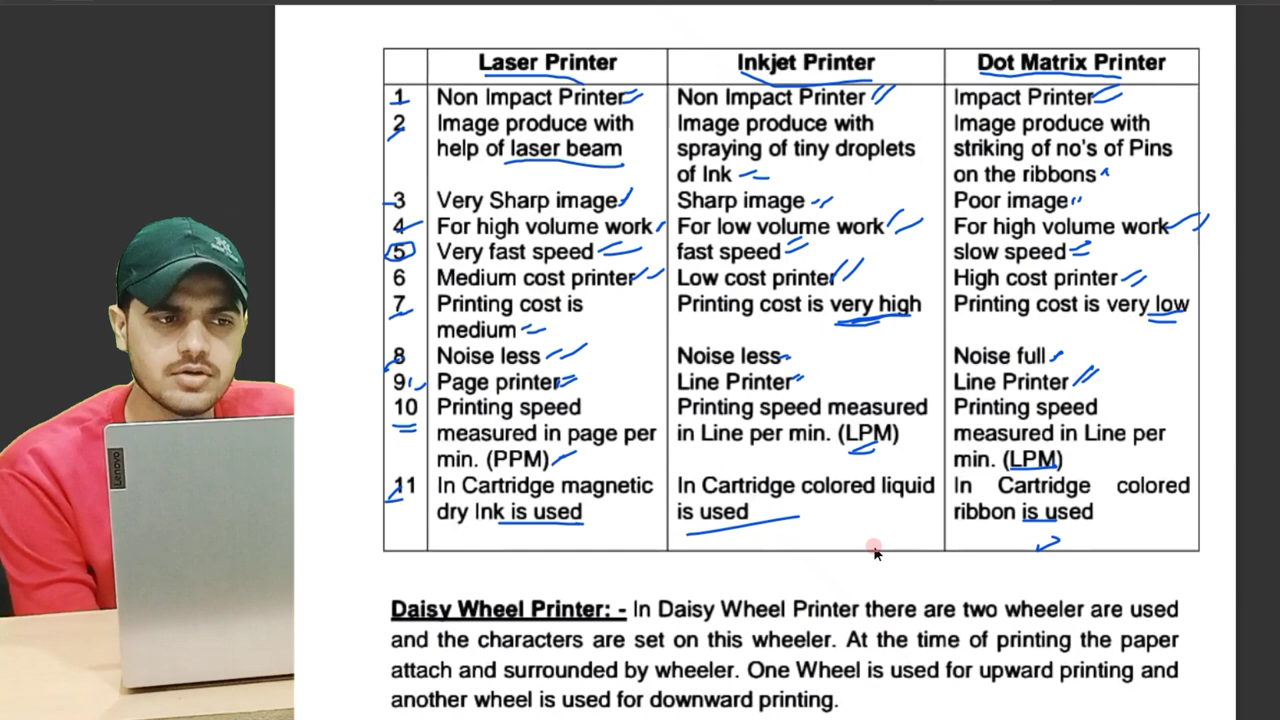 Laser Printer Inkjet Printer Dot Matrix Printer
1 Non Impact Printer Non Impact Printer Impact Printer
2 Image produce with Image produce with Image produce with
help of laser beam spraying of tiny droplets striking of no's of Pins
of Ink on the ribbons
3 Very Sharp image Sharp image Poor image
4 For high volume work For low volume work For high volume work
5 Very fast speed fast speed slow speed
6 Medium cost printer Low cost printer High cost printer
7 Printing cost is Printing cost is very high Printing cost is very low
medium
8 Noise less Noise less Noise full
9 Page printer Line Printer Line Printer
10 Printing speed Printing speed measured Printing speed
measured in page per in Line per min. (LPM) measured in Line per
min. (PPM) min. (LPM)
11 In Cartridge magnetic In Cartridge colored liquid In Cartridge colored
dry Ink is used is used ribbon is used
Daisy Wheel Printer: - In Daisy Wheel Printer there are two wheeler are used
and the characters are set on this wheeler. At the time of printing the paper
attach and surrounded by wheeler. One Wheel is used for upward printing and
another wheel is used for downward printing.
Lenovo